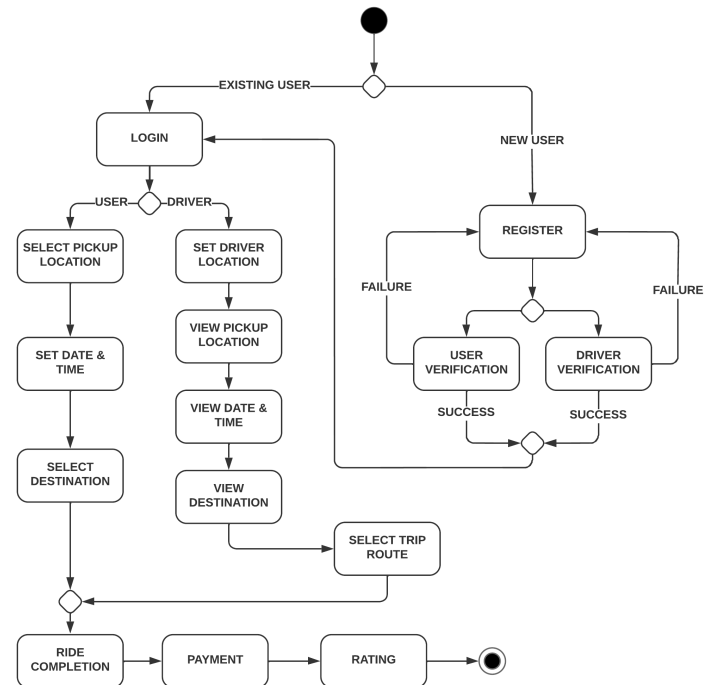 EXISTING USER
LOGIN
NEW USER
USER
DRIVER
REGISTER
SELECT PICKUP
LOCATION
SET DRIVER
LOCATION
FAILURE
FAILURE
VIEW PICKUP
LOCATION
SET DATE &
TIME
USER
VERIFICATION
DRIVER
VERIFICATION
VIEW DATE &
TIME
SUCCESS
SUCCESS
SELECT
DESTINATION
VIEW
DESTINATION
SELECT TRIP
ROUTE
RIDE
COMPLETION
PAYMENT
RATING